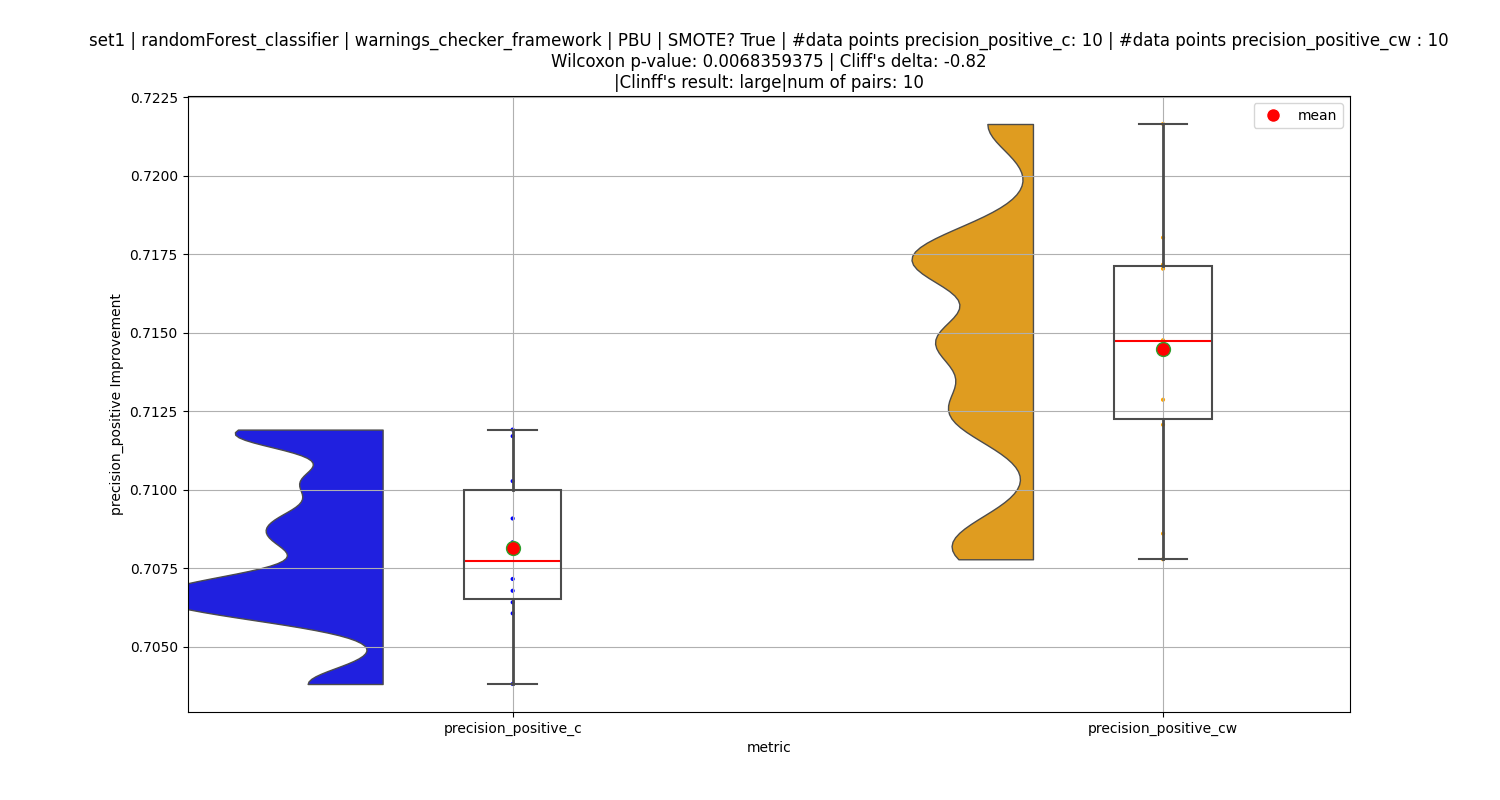 set1 | randomForest_classifier | warnings_checker_framework | PBU | SMOTE? True | #data points precision_positive_c: 10 | #data points precision_positive_cw : 10
Wilcoxon p-value: 0.0068359375 | Cliff's delta: -0.82
|Clinff's result: large|num of pairs: 10
mean
0.7225
0.7200
0.7175
0.7150
0.7125
0.7100
0.7075
0.7050
precision_positive Improvement
precision_positive_c
precision_positive_cw
metric